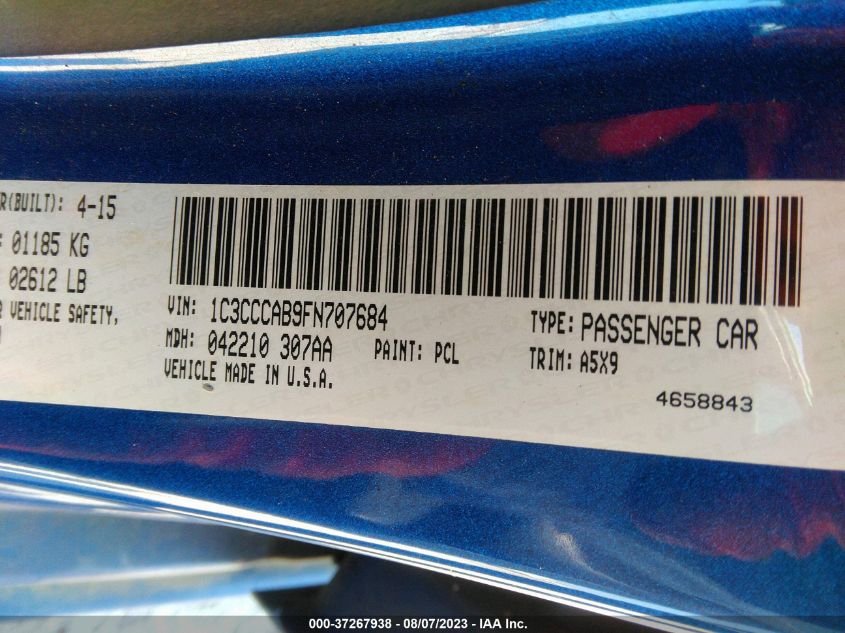 R(BUILT): 4-15
01185 KG
02612 LB
VEHICLE SAFETY,
VIN: 1C3CCCAB9FN707684
TYPE: PASSENGER CAR
MDH: 042210 307AA
PAINT: PCL
TRIM: A5X9
VEHICLE MADE IN U.S.A.
4658843
000-37267938 - 08/07/2023 - IAA Inc.